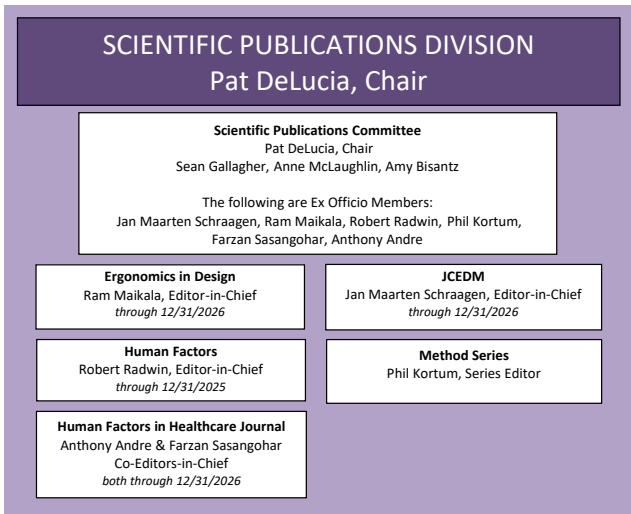 SCIENTIFIC PUBLICATIONS DIVISION
Pat DeLucia, Chair
Scientific Publications Committee
Pat DeLucia, Chair
Sean Gallagher, Anne McLaughlin, Amy Bisantz
The following are Ex Officio Members:
Jan Maarten Schraagen, Ram Maikala, Robert Radwin, Phil Kortum,
Farzan Sasangohar, Anthony Andre
Ergonomics in Design
Ram Maikala, Editor-in-Chief
through 12/31/2026
JCEDM
Jan Maarten Schraagen, Editor-in-Chief
through 12/31/2026
Human Factors
Robert Radwin, Editor-in-Chief
through 12/31/2025
Method Series
Phil Kortum, Series Editor
Human Factors in Healthcare Journal
Anthony Andre & Farzan Sasangohar
Co-Editors-in-Chief
both through 12/31/2026